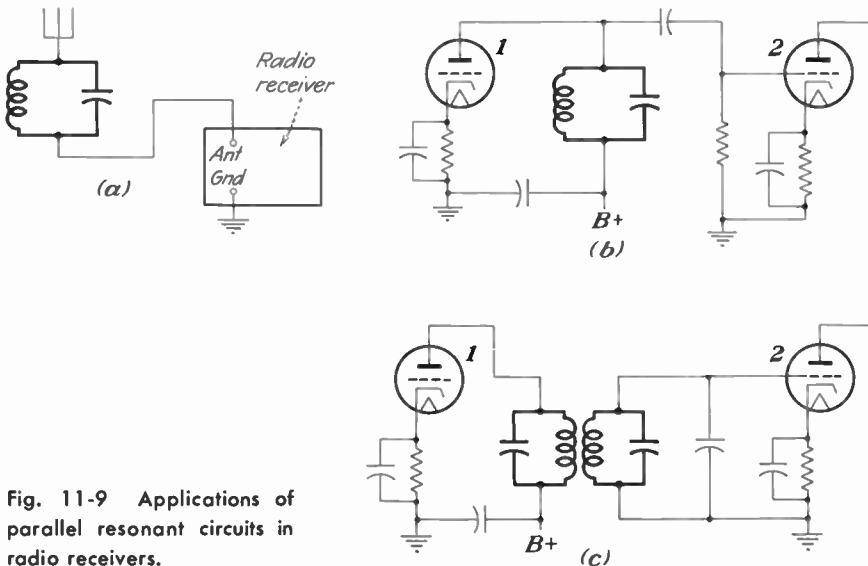 Radio
receiver
Ant
Gnd
(a)
1
2
B+
(b)
1
2
B+
(c)
Fig. 11-9 Applications of
parallel resonant circuits in
radio receivers.